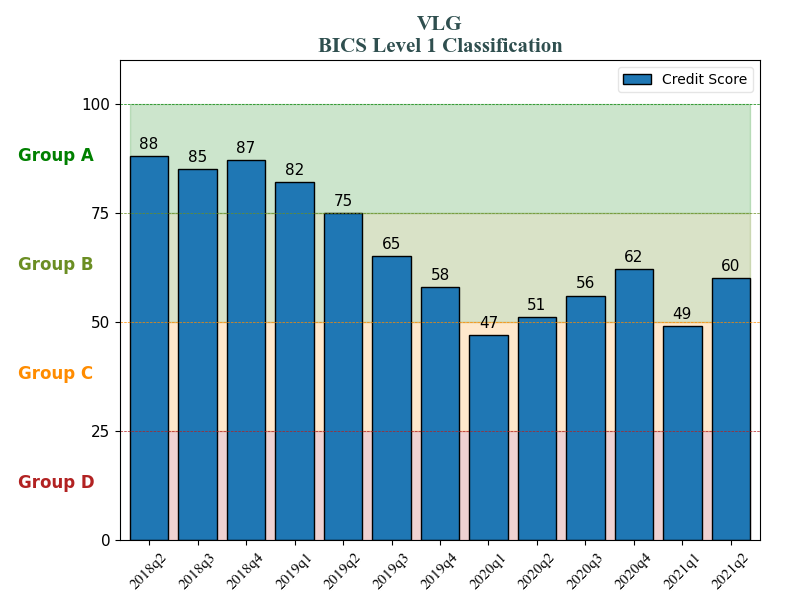 VLG
BICS Level 1 Classification
Credit Score
100
Group A
88
85
87
82
75
75
Group B
65
58
47
51
56
62
49
60
50
Group C
25
Group D
0
2018q2
2018q3
2018q4
2019q1
2019q2
2019q3
2019q4
2020q1
2020q2
2020q3
2020q4
2021q1
2021q2